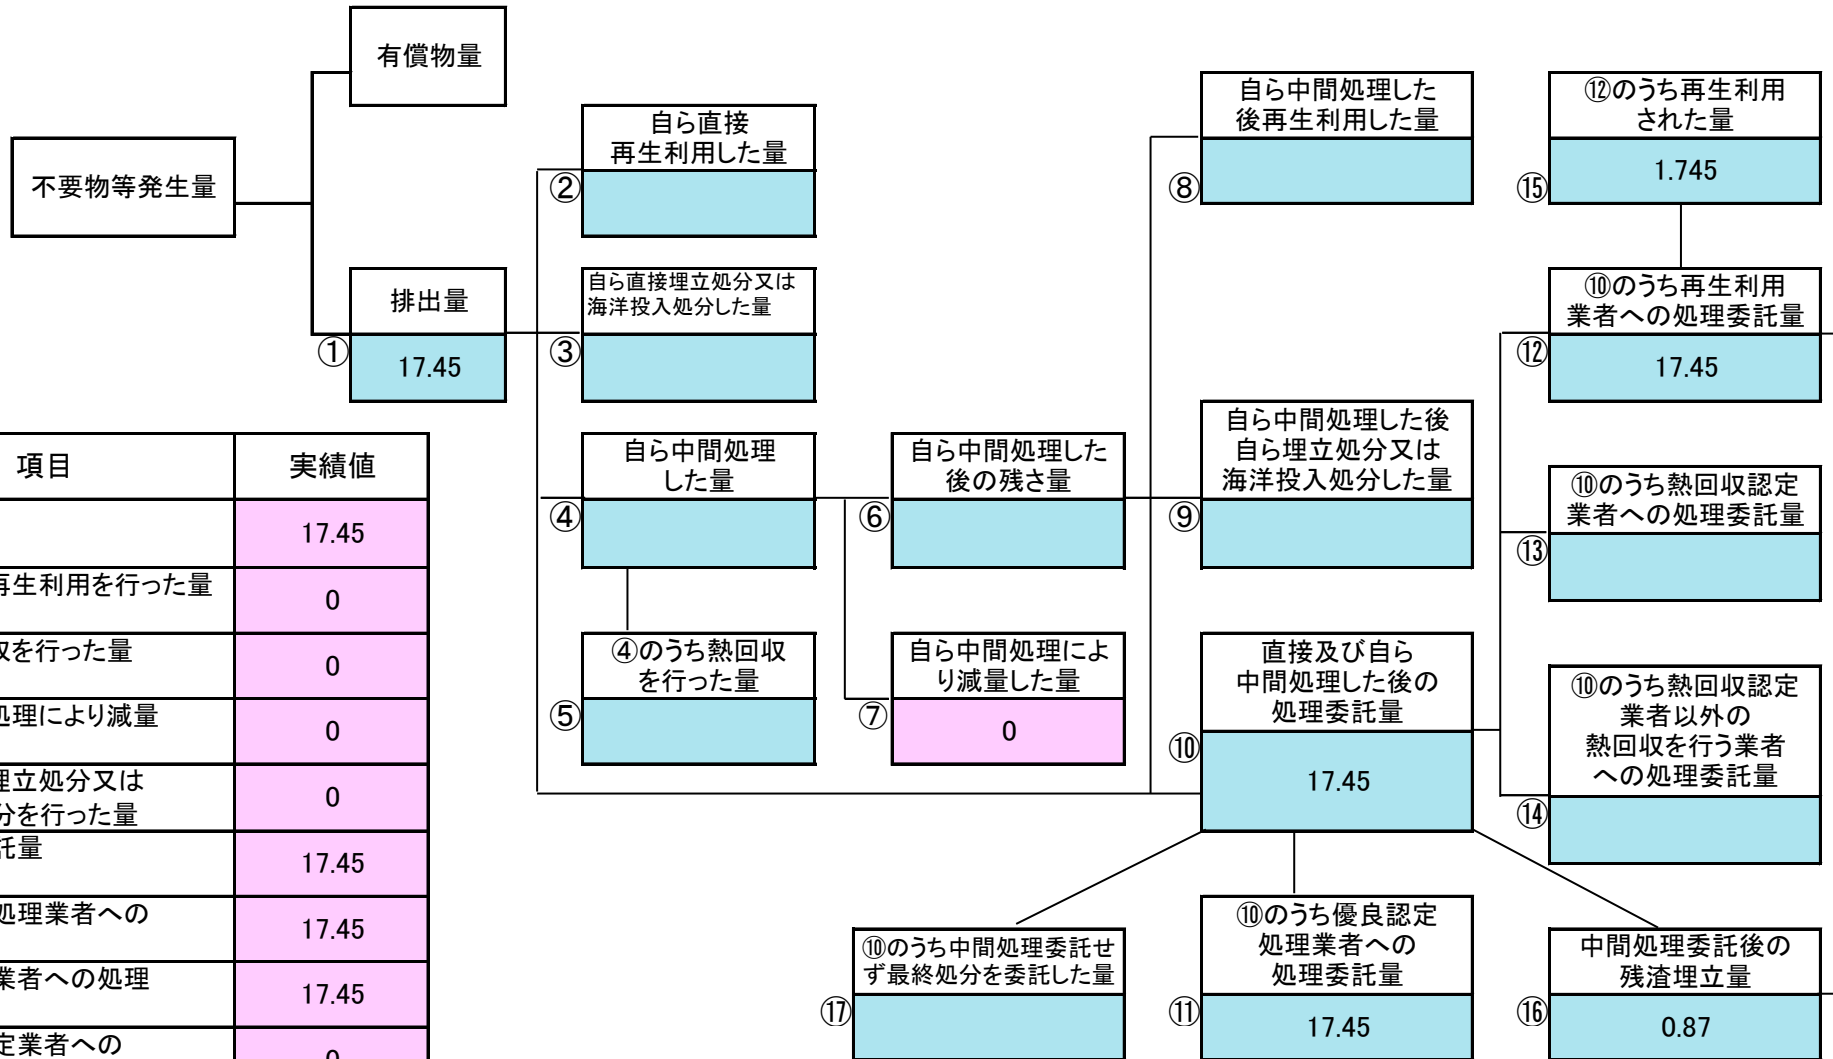 有償物量
不要物等発生量
排出量
①
17.45
自ら直接
再生利用した量
②
自ら直接埋立処分又は
海洋投入処分した量
③
自ら中間処理
した量
④
④のうち熱回収
を行った量
⑤
自ら中間処理した
後の残さ量
⑥
自ら中間処理によ
り減量した量
⑦
0
自ら中間処理した
後再生利用した量
⑧
自ら中間処理した後
自ら埋立処分又は
海洋投入処分した量
⑨
直接及び自ら
中間処理した後の
処理委託量
⑩
17.45
⑫のうち再生利用
された量
⑮
1.745
⑩のうち再生利用
業者への処理委託量
⑫
17.45
⑩のうち熱回収認定
業者への処理委託量
⑬
⑩のうち熱回収認定
業者以外の
熱回収を行う業者
への処理委託量
⑭
⑩のうち中間処理委託せ
ず最終処分を委託した量
⑰
⑩のうち優良認定
処理業者への
処理委託量
⑪
17.45
中間処理委託後の
残渣埋立量
⑯
0.87
項目 実績値
17.45
再生利用を行った量
0
を行った量
0
処理により減量
0
埋立処分又は
分を行った量
0
託量
17.45
処理業者への
17.45
業者への処理
17.45
定業者への
0